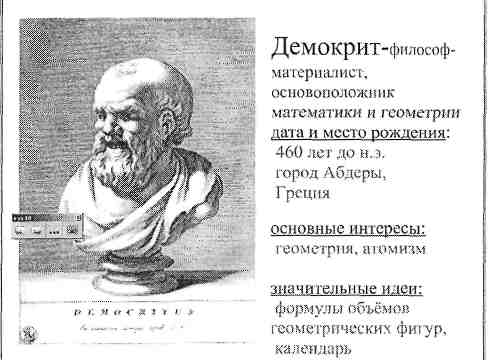 Демокрит-философ-
материалист,
основоположник
математики и геометрии
дата и место рождения:
460 лет до н.э.
город Абдеры,
Греция
основные интересы:
геометрия, атомизм
значительные идеи:
формулы объёмов
геометрических фигур,
календарь
DEMOCRITUS